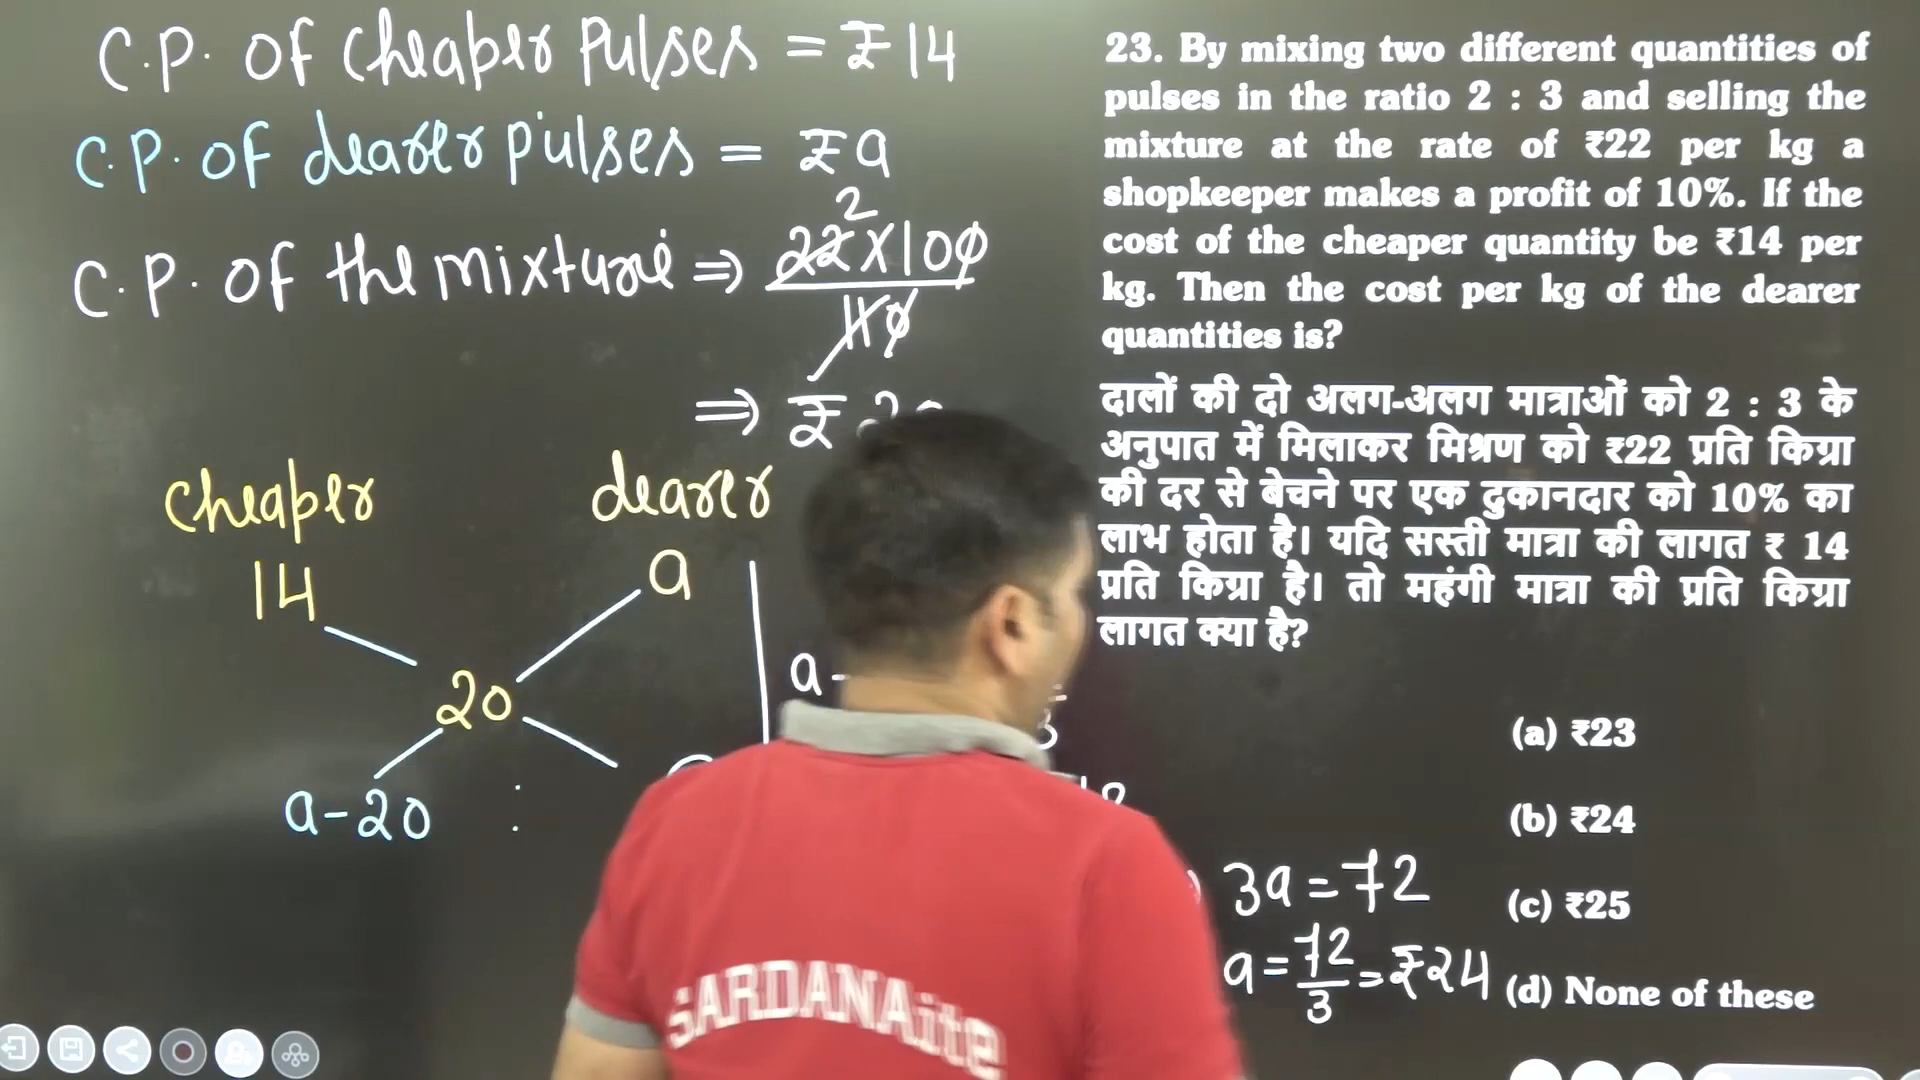 C.P. of cheaper pulses = ₹14
C.P. of dearer pulses = ₹a
C.P. of the mixture ⇒ 22×100
2
110
⇒ ₹
cheaper
dearer
14
a
20
a-20 :
a-
3a=72
a=72/3=₹24
23. By mixing two different quantities of
pulses in the ratio 2 : 3 and selling the
mixture at the rate of ₹22 per kg a
shopkeeper makes a profit of 10%. If the
cost of the cheaper quantity be ₹14 per
kg. Then the cost per kg of the dearer
quantities is?
दालों की दो अलग-अलग मात्राओं को 2 : 3 के
अनुपात में मिलाकर मिश्रण को ₹22 प्रति किग्रा
की दर से बेचने पर एक दुकानदार को 10% का
लाभ होता है। यदि सस्ती मात्रा की लागत ₹ 14
प्रति किग्रा है। तो महंगी मात्रा की प्रति किग्रा
लागत क्या है?
(a) ₹23
(b) ₹24
(c) ₹25
(d) None of these
SARDANAite